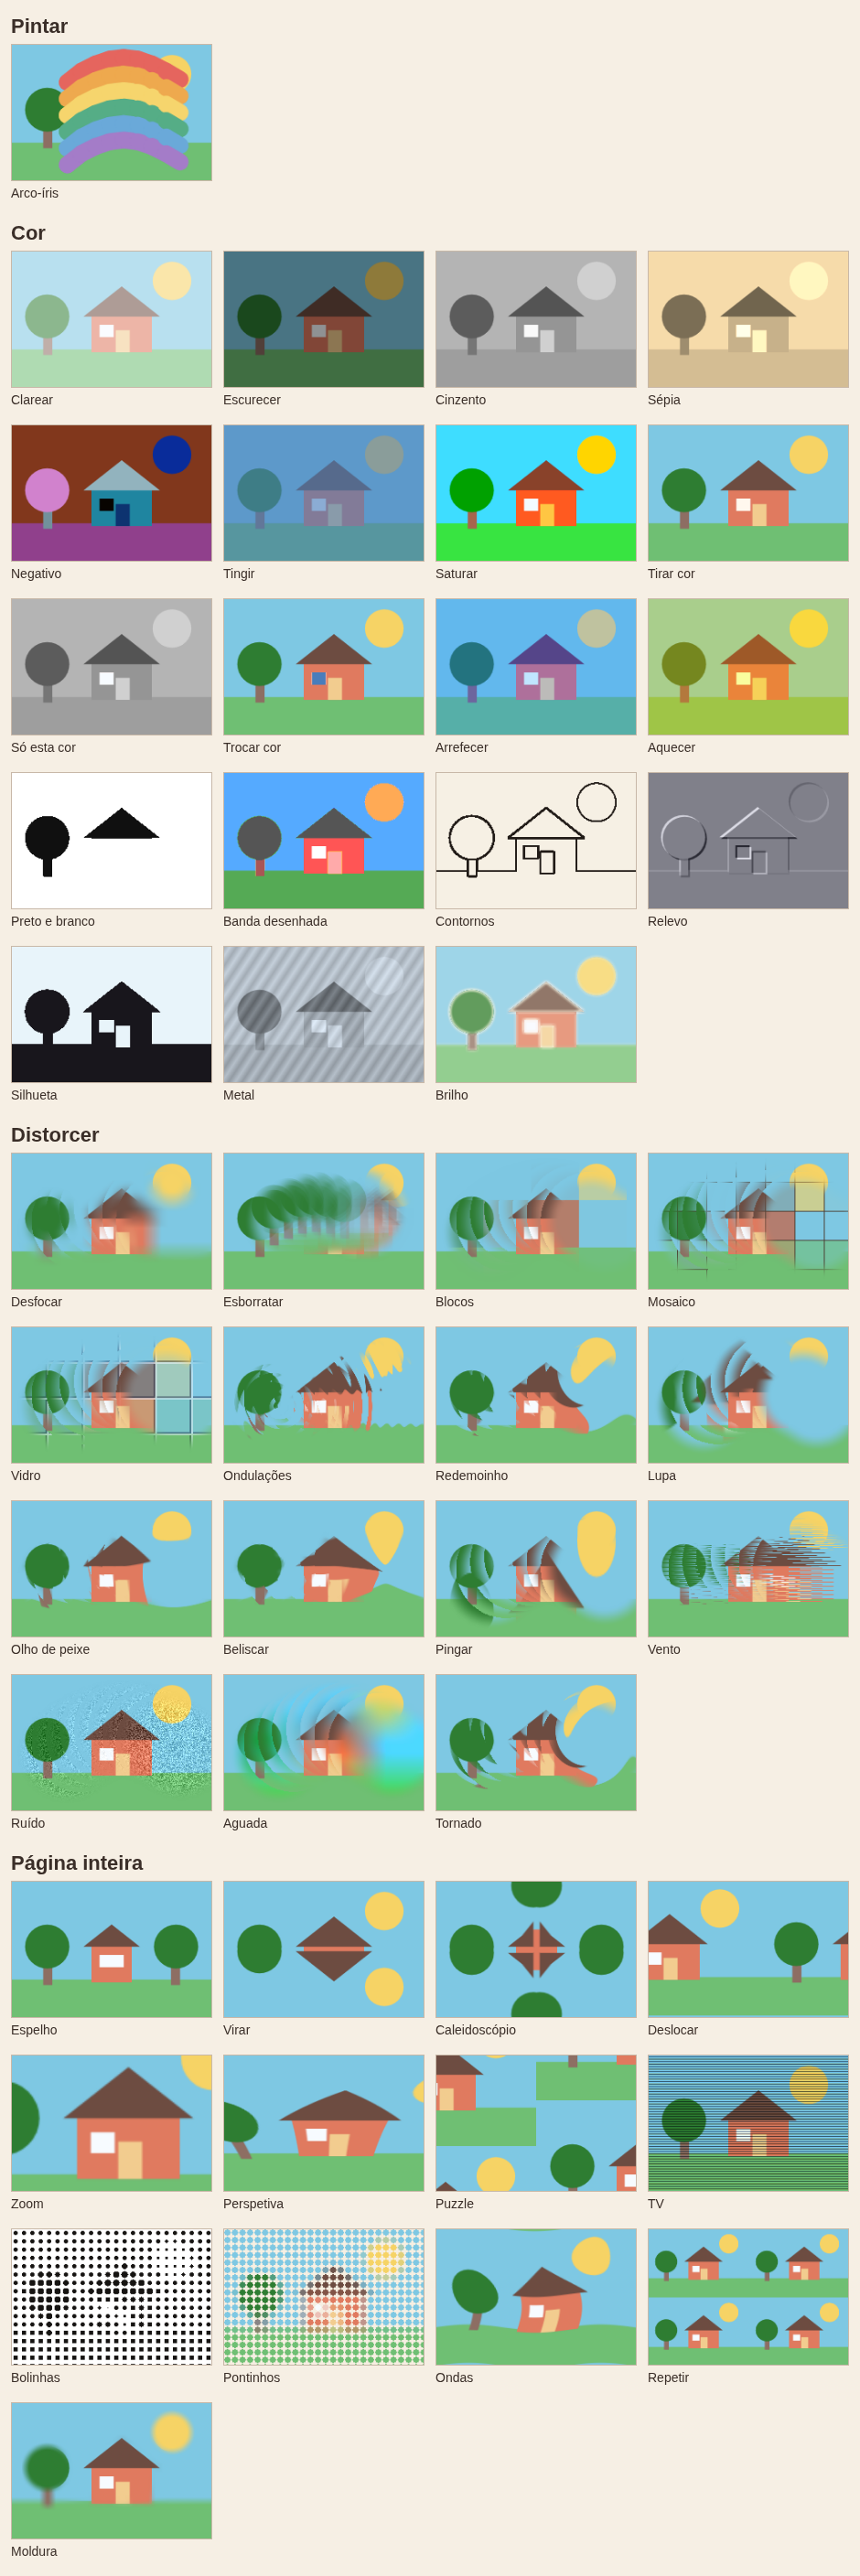 Pintar
Arco-íris
Cor
Clarear
Escurecer
Cinzento
Sépia
Negativo
Tingir
Saturar
Tirar cor
Só esta cor
Trocar cor
Arrefecer
Aquecer
Preto e branco
Banda desenhada
Contornos
Relevo
Silhueta
Metal
Brilho
Distorcer
Desfocar
Esborratar
Blocos
Mosaico
Vidro
Ondulações
Redemoinho
Lupa
Olho de peixe
Beliscar
Pingar
Vento
Ruído
Aguada
Tornado
Página inteira
Espelho
Virar
Caleidoscópio
Deslocar
Zoom
Perspetiva
Puzzle
TV
Bolinhas
Pontinhos
Ondas
Repetir
Moldura